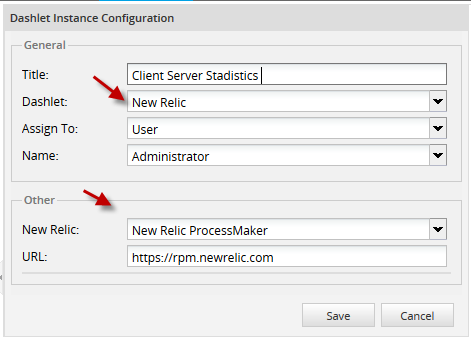 Dashlet Instance Configuration
General
Title: Client Server Stadistics
Dashlet: New Relic
Assign To: User
Name: Administrator
Other
New Relic: New Relic ProcessMaker
URL: https://rpm.newrelic.com
Save Cancel